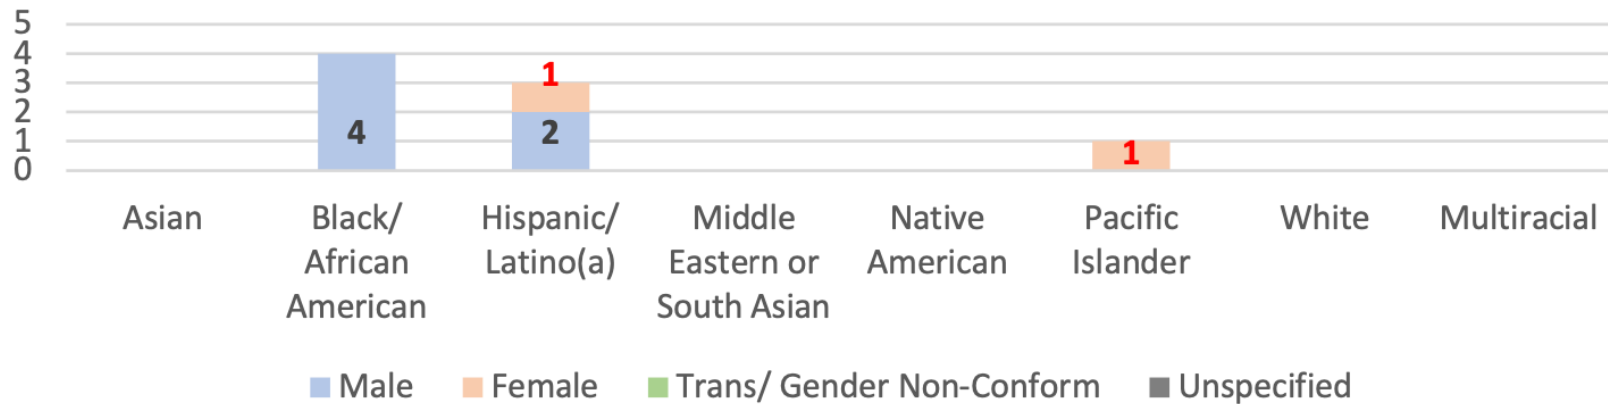 5
4
3
2
1
0
4
1
2
1
Asian
Black/
African
American
Hispanic/
Latino(a)
Middle
Eastern or
South Asian
Native
American
Pacific
Islander
White
Multiracial
Male Female Trans/ Gender Non-Conform Unspecified